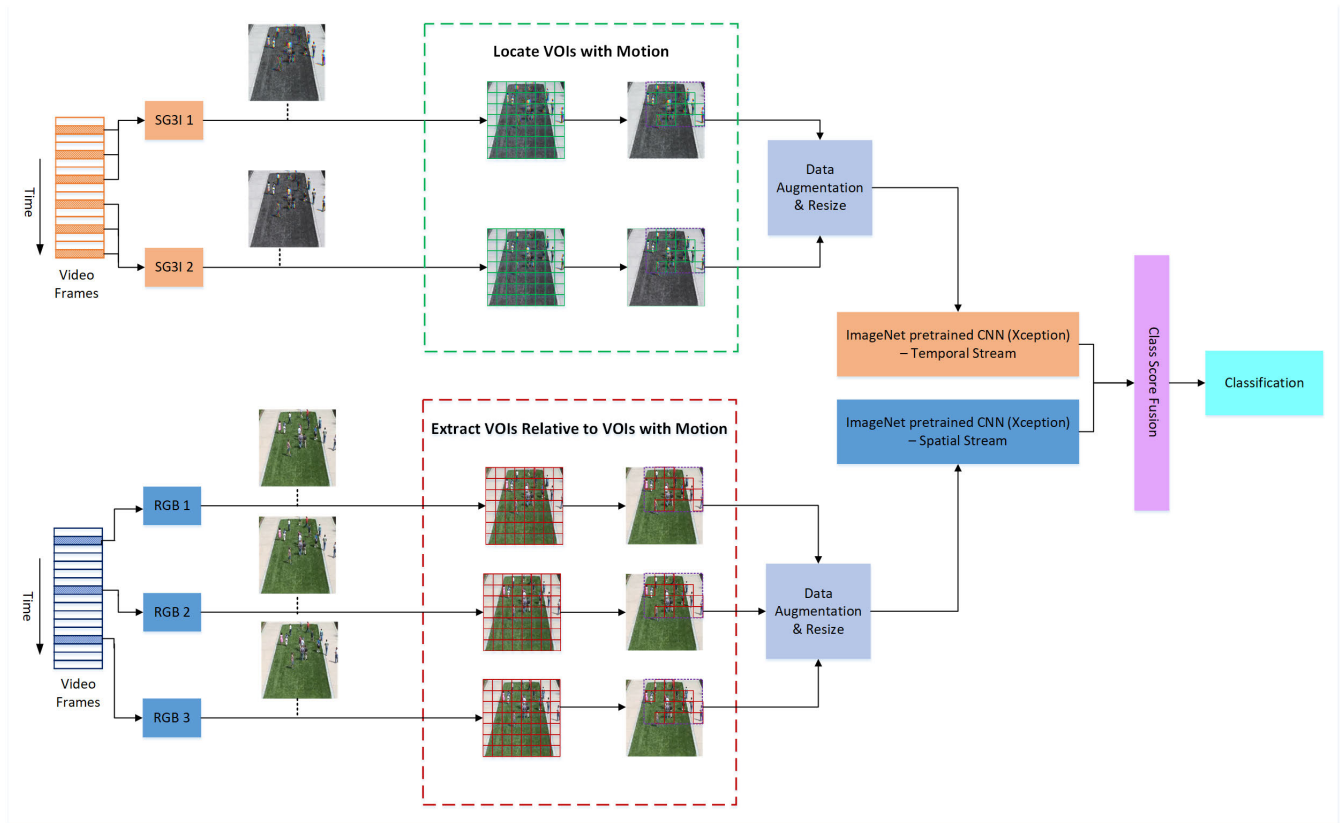 Locate VOIs with Motion
SG3I 1
Time
Data
Augmentation
& Resize
SG3I 2
Video
Frames
ImageNet pretrained CNN (Xception)
– Temporal Stream
Class Score Fusion
Classification
ImageNet pretrained CNN (Xception)
– Spatial Stream
Extract VOIs Relative to VOIs with Motion
RGB 1
Time
RGB 2
Data
Augmentation
& Resize
Video
Frames
RGB 3